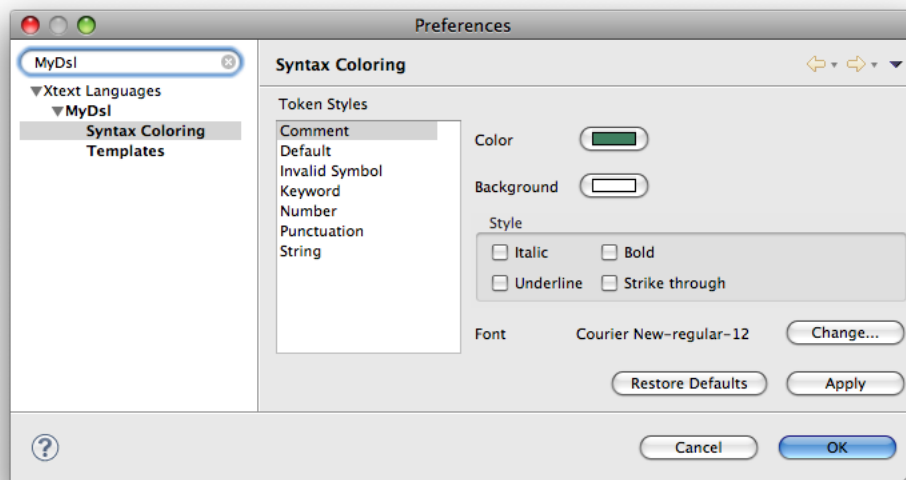 Preferences
MyDsl
Xtext Languages
MyDsl
Syntax Coloring
Templates
Syntax Coloring
Token Styles
Comment
Default
Invalid Symbol
Keyword
Number
Punctuation
String
Color
Background
Style
Italic Bold
Underline Strike through
Font Courier New-regular-12 Change...
Restore Defaults Apply
? Cancel OK